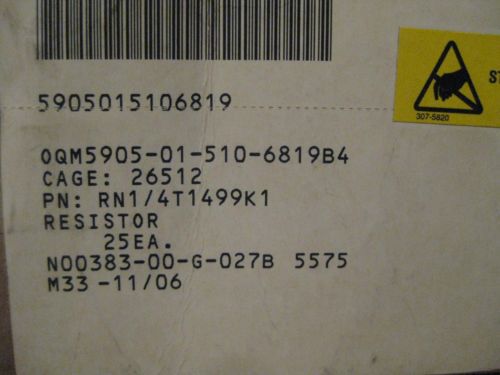 5905015106819
ST
307-5820
0QM5905-01-510-6819B4
CAGE: 26512
PN: RN1/4T1499K1
RESISTOR
25EA.
N00383-00-G-027B 5575
M33-11/06